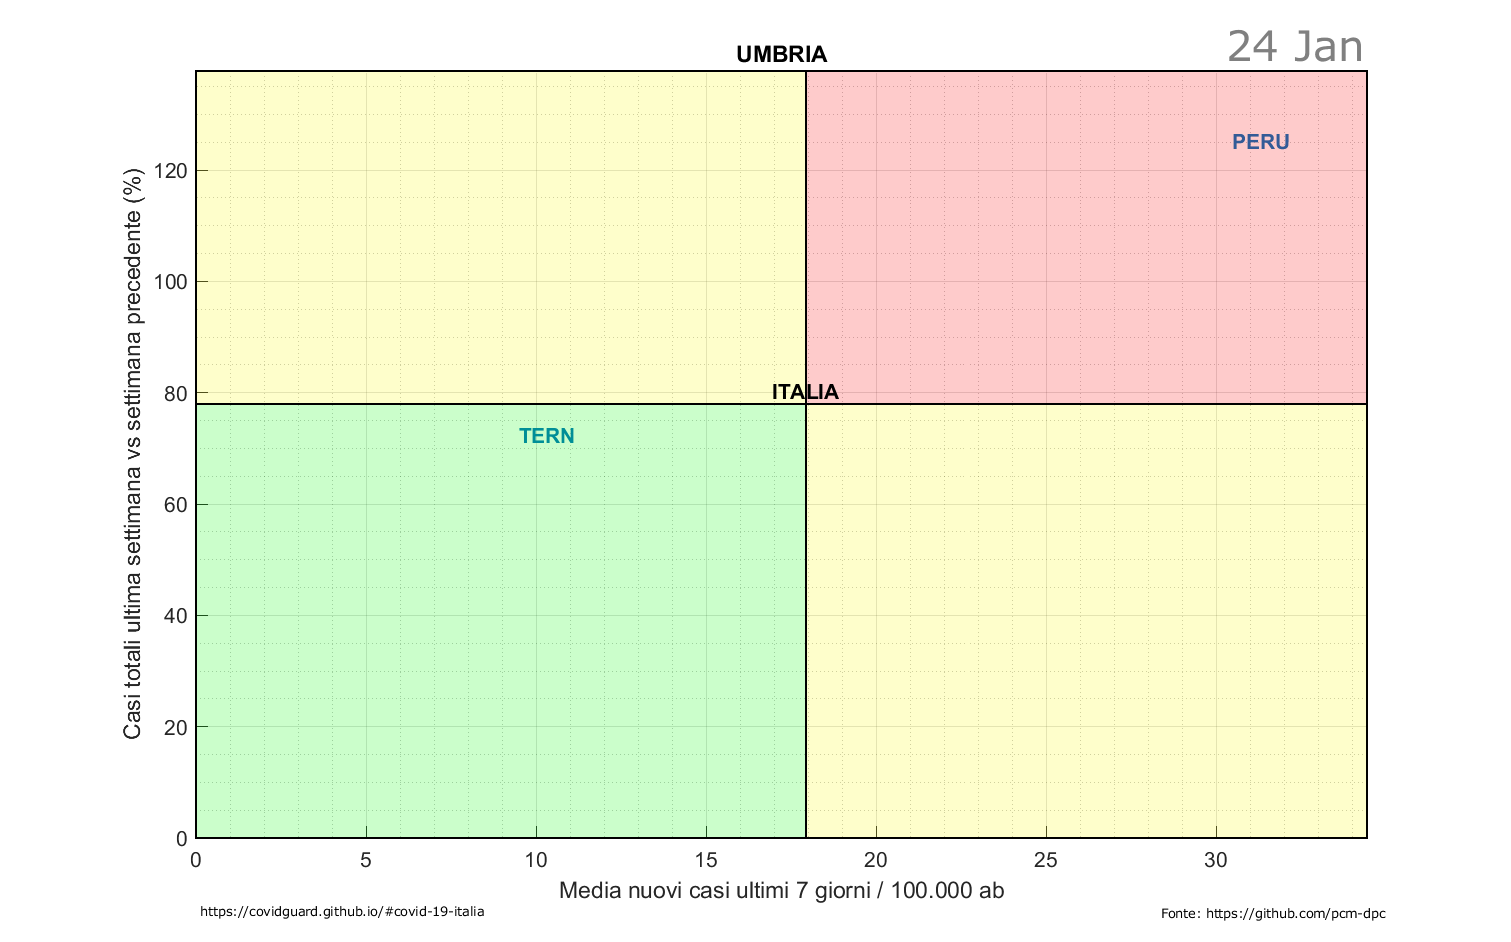 UMBRIA
24 Jan
PERU
ITALIA
TERN
Casi totali ultima settimana vs settimana precedente (%)
120
100
80
60
40
20
0
0 5 10 15 20 25 30
Media nuovi casi ultimi 7 giorni / 100.000 ab
https://covidguard.github.io/#covid-19-italia
Fonte: https://github.com/pcm-dpc